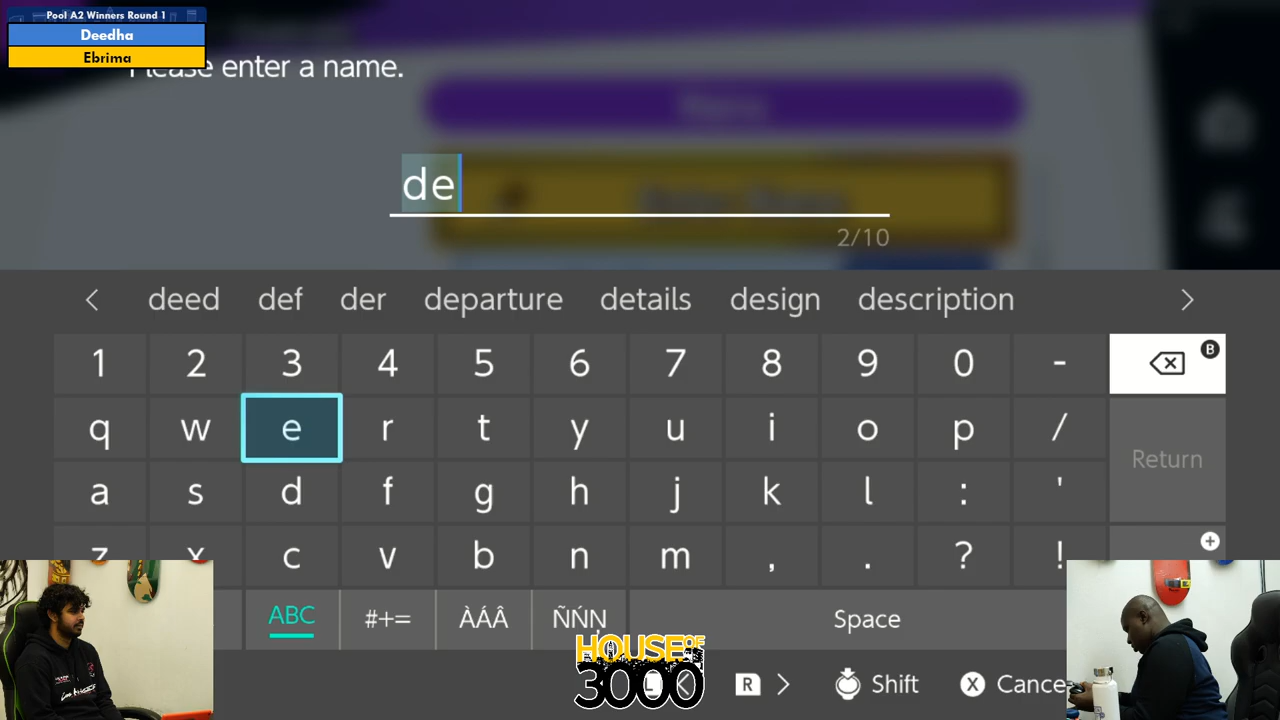 Pool A2 Winners Round 1
Deedha
Ebrima
Please enter a name.
de
2/10
deed def der departure details design description
1 2 3 4 5 6 7 8 9 0 -
B
q w e r t y u i o p /
Return
a s d f g h j k l : '
z x c v b n m , . ? !
ABC #+= ÀÁÂ ÑŃŅ Space
HOUSE OF
3000
L R Shift X Cance